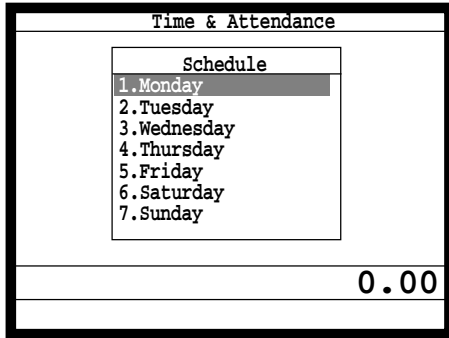 Time & Attendance
Schedule
1.Monday
2.Tuesday
3.Wednesday
4.Thursday
5.Friday
6.Saturday
7.Sunday
0.00